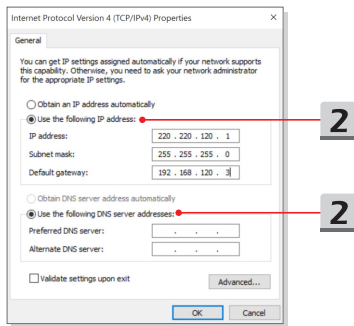 Internet Protocol Version 4 (TCP/IPv4) Properties
General
You can get IP settings assigned automatically if your network supports
this capability. Otherwise, you need to ask your network administrator
for the appropriate IP settings.
Obtain an IP address automatically
Use the following IP address:
2
IP address:
220 . 220 . 120 . 1
Subnet mask:
255 . 255 . 255 . 0
Default gateway:
192 . 168 . 120 . 3
Obtain DNS server address automatically
Use the following DNS server addresses:
2
Preferred DNS server:
. . .
Alternate DNS server:
. . .
Validate settings upon exit
Advanced...
OK
Cancel